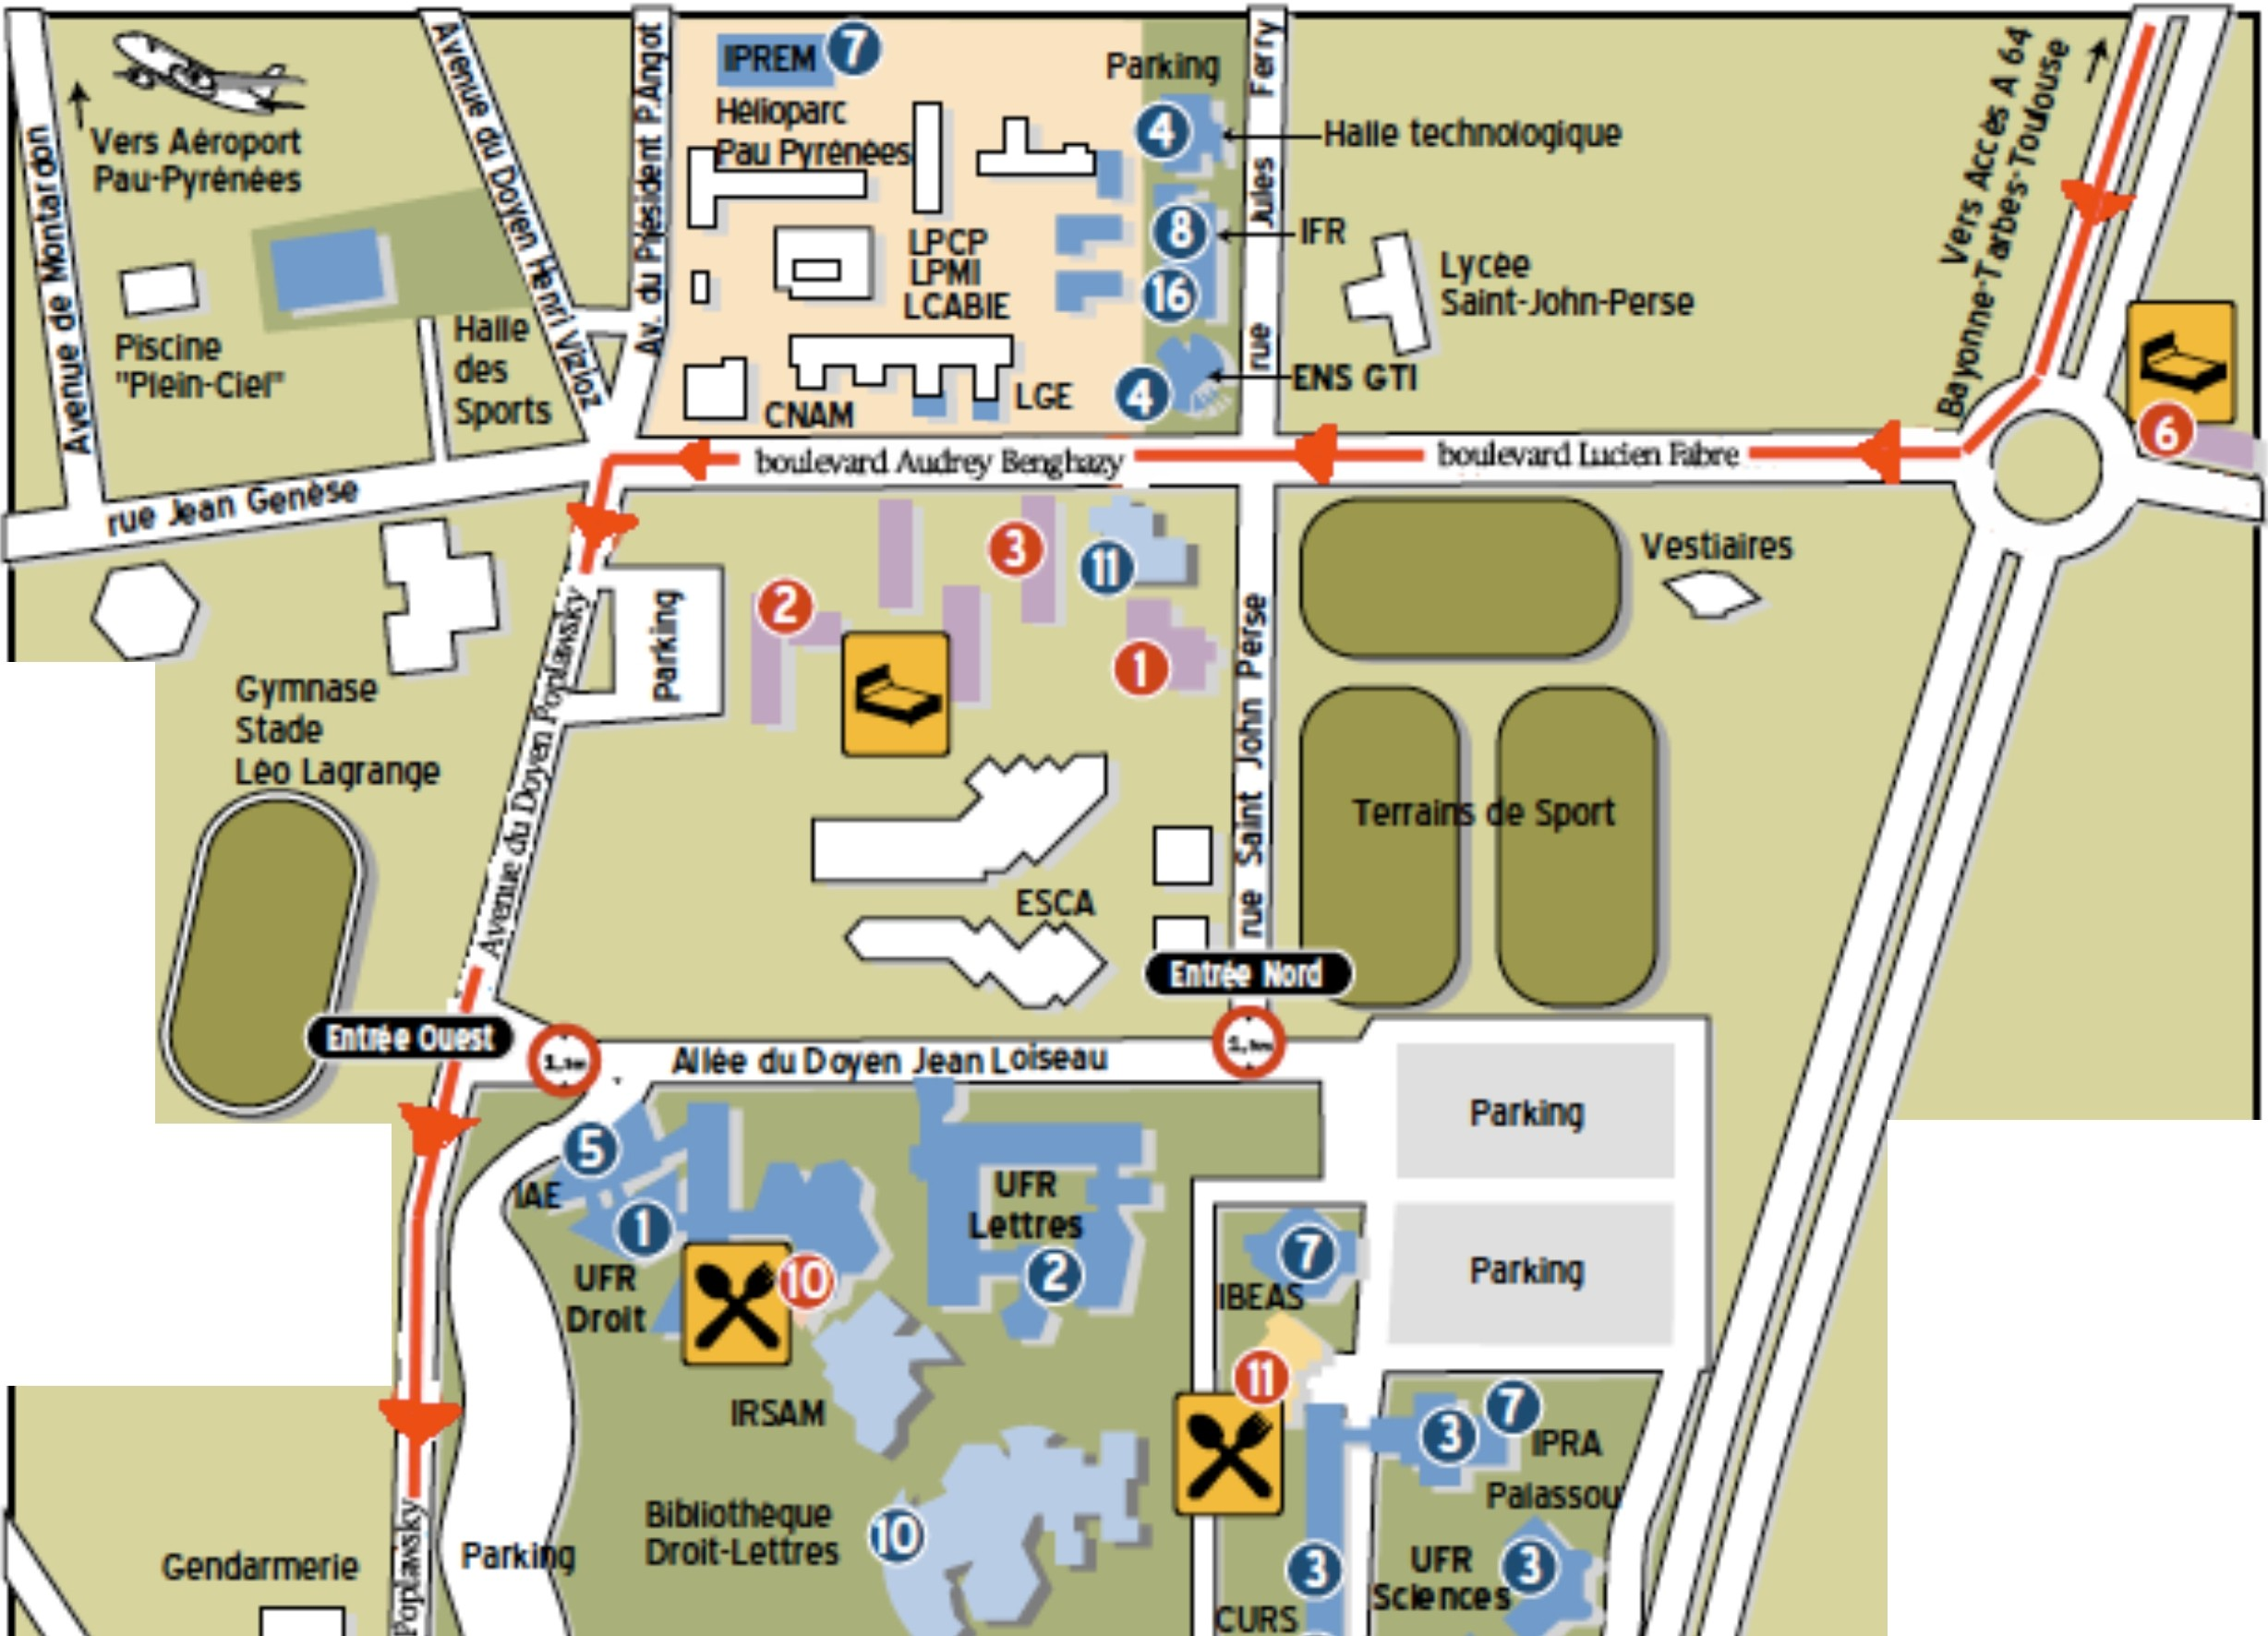 Avenue de Montardon
Vers Aéroport
Pau-Pyrénées
Avenue du Doyen Henri Vizioz
Av. du Président P.Angot
IPREM
7
Hélioparc
Pau Pyrénées
Parking
4
Halle technologique
rue Jules Ferry
8
IFR
16
LPCP
LPMI
LCABIE
Lycée
Saint-John-Perse
Vers Accès A 64
Bayonne-Tarbes-Toulouse
Piscine
"Plein-Ciel"
Halle
des
Sports
CNAM
LGE
4
ENS GTI
6
boulevard Audrey Benghazy
boulevard Lucien Fabre
rue Jean Genèse
3
11
2
1
Parking
Vestiaires
Avenue du Doyen Poplawsky
rue Saint John Perse
Gymnase
Stade
Léo Lagrange
Terrains de Sport
ESCA
Entrée Nord
Entrée Ouest
Allée du Doyen Jean Loiseau
Parking
5
IAE
1
UFR
Droit
10
UFR
Lettres
2
7
IBEAS
Parking
11
IRSAM
3
7
IPRA
Palassou
Bibliothèque
Droit-Lettres
10
Gendarmerie
Poplawsky
Parking
3
CURS
UFR
Sciences
3